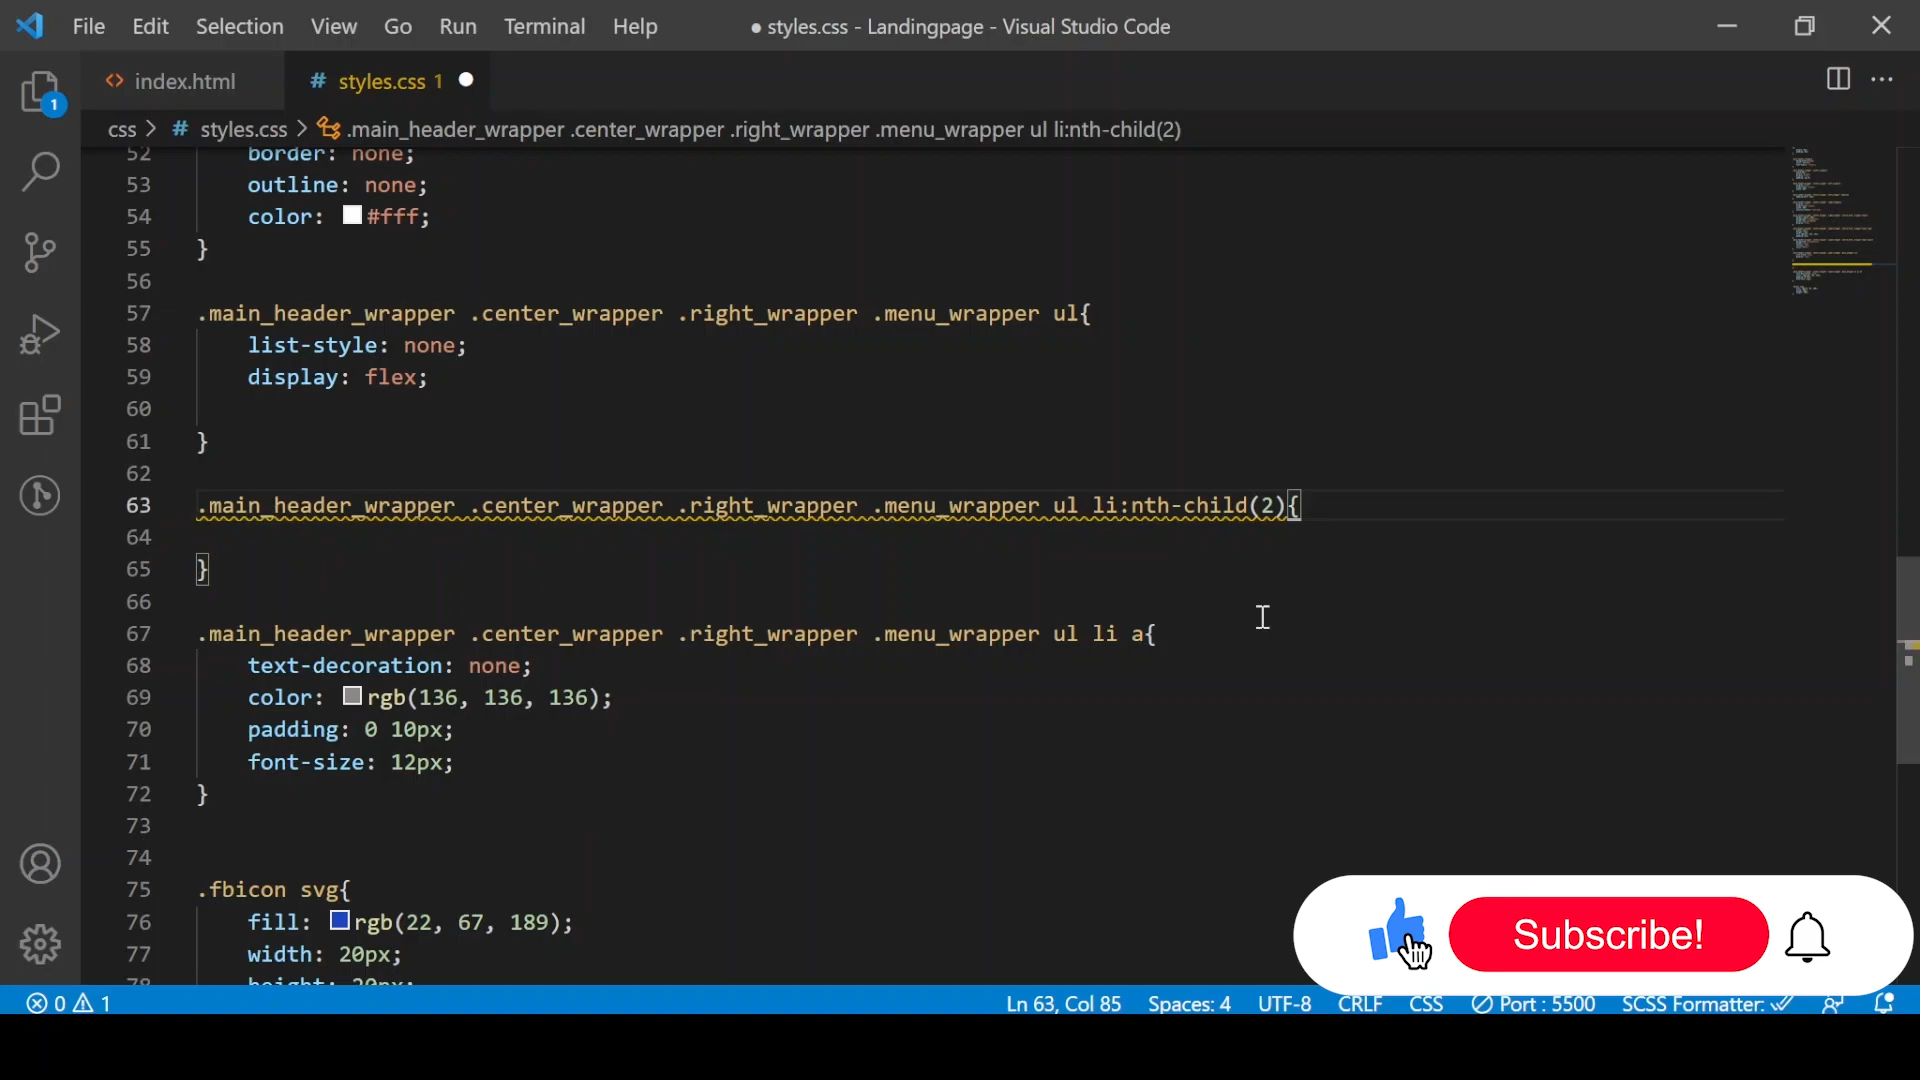 File Edit Selection View Go Run Terminal Help ● styles.css - Landingpage - Visual Studio Code
<> index.html # styles.css 1 ●
1
css > # styles.css > .main_header_wrapper .center_wrapper .right_wrapper .menu_wrapper ul li:nth-child(2)
52 border: none;
53 outline: none;
54 color: #fff;
55 }
56
57 .main_header_wrapper .center_wrapper .right_wrapper .menu_wrapper ul{
58 list-style: none;
59 display: flex;
60
61 }
62
63 .main_header_wrapper .center_wrapper .right_wrapper .menu_wrapper ul li:nth-child(2){
64
65 }
66
67 .main_header_wrapper .center_wrapper .right_wrapper .menu_wrapper ul li a{
68 text-decoration: none;
69 color: rgb(136, 136, 136);
70 padding: 0 10px;
71 font-size: 12px;
72 }
73
74
75 .fbicon svg{
76 fill: rgb(22, 67, 189);
77 width: 20px;
78 height: 20px;
Subscribe!
0 1 Ln 63, Col 85 Spaces: 4 UTF-8 CRLF CSS Port : 5500 SCSS Formatter: